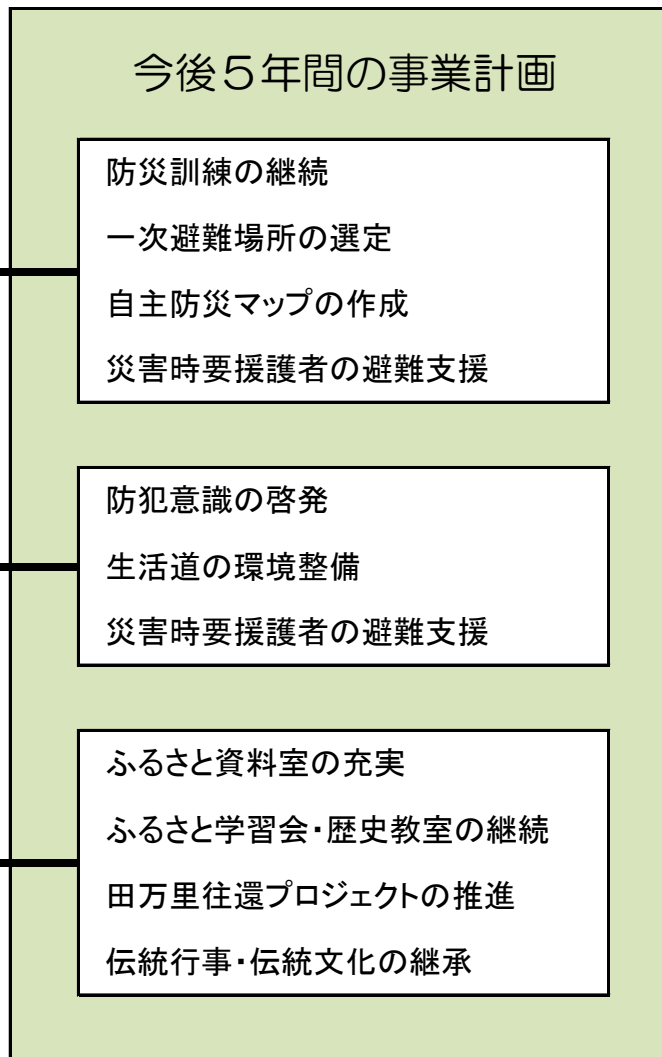 今後５年間の事業計画
防災訓練の継続
一次避難場所の選定
自主防災マップの作成
災害時要援護者の避難支援
防犯意識の啓発
生活道の環境整備
災害時要援護者の避難支援
ふるさと資料室の充実
ふるさと学習会・歴史教室の継続
田万里往還プロジェクトの推進
伝統行事・伝統文化の継承